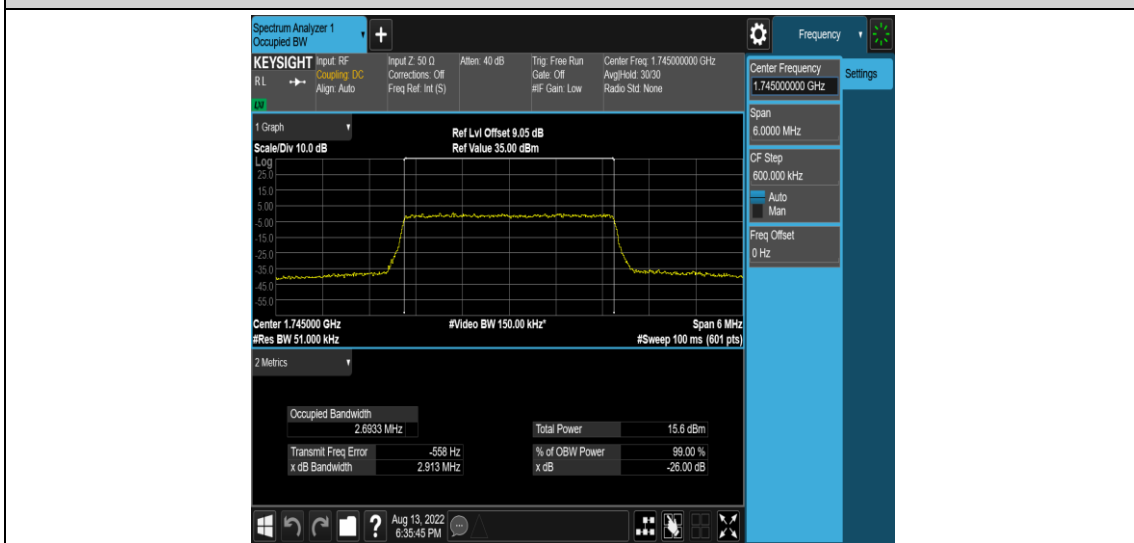 Spectrum Analyzer 1
Occupied BW
+
Frequency
KEYSIGHT
RL
Input: RF
Coupling: DC
Align: Auto
Input Z: 50 Ω
Corrections: Off
Freq Ref: Int (S)
Atten: 40 dB
Trig: Free Run
Gate: Off
#IF Gain: Low
Center Freq: 1.745000000 GHz
Avg|Hold: 30/30
Radio Std: None
Center Frequency
1.745000000 GHz
Settings
Span
6.0000 MHz
CF Step
600.000 kHz
Auto
Man
Freq Offset
0 Hz
1 Graph
Scale/Div 10.0 dB
Ref Lvl Offset 9.05 dB
Ref Value 35.00 dBm
Log
25.0
15.0
5.00
-5.00
-15.0
-25.0
-35.0
-45.0
-55.0
Center 1.745000 GHz
#Video BW 150.00 kHz*
Span 6 MHz
#Res BW 51.000 kHz
#Sweep 100 ms (601 pts)
2 Metrics
Occupied Bandwidth
2.6933 MHz
Total Power 15.6 dBm
Transmit Freq Error -558 Hz
% of OBW Power 99.00 %
x dB Bandwidth 2.913 MHz
x dB -26.00 dB
?
Aug 13, 2022
6:35:45 PM